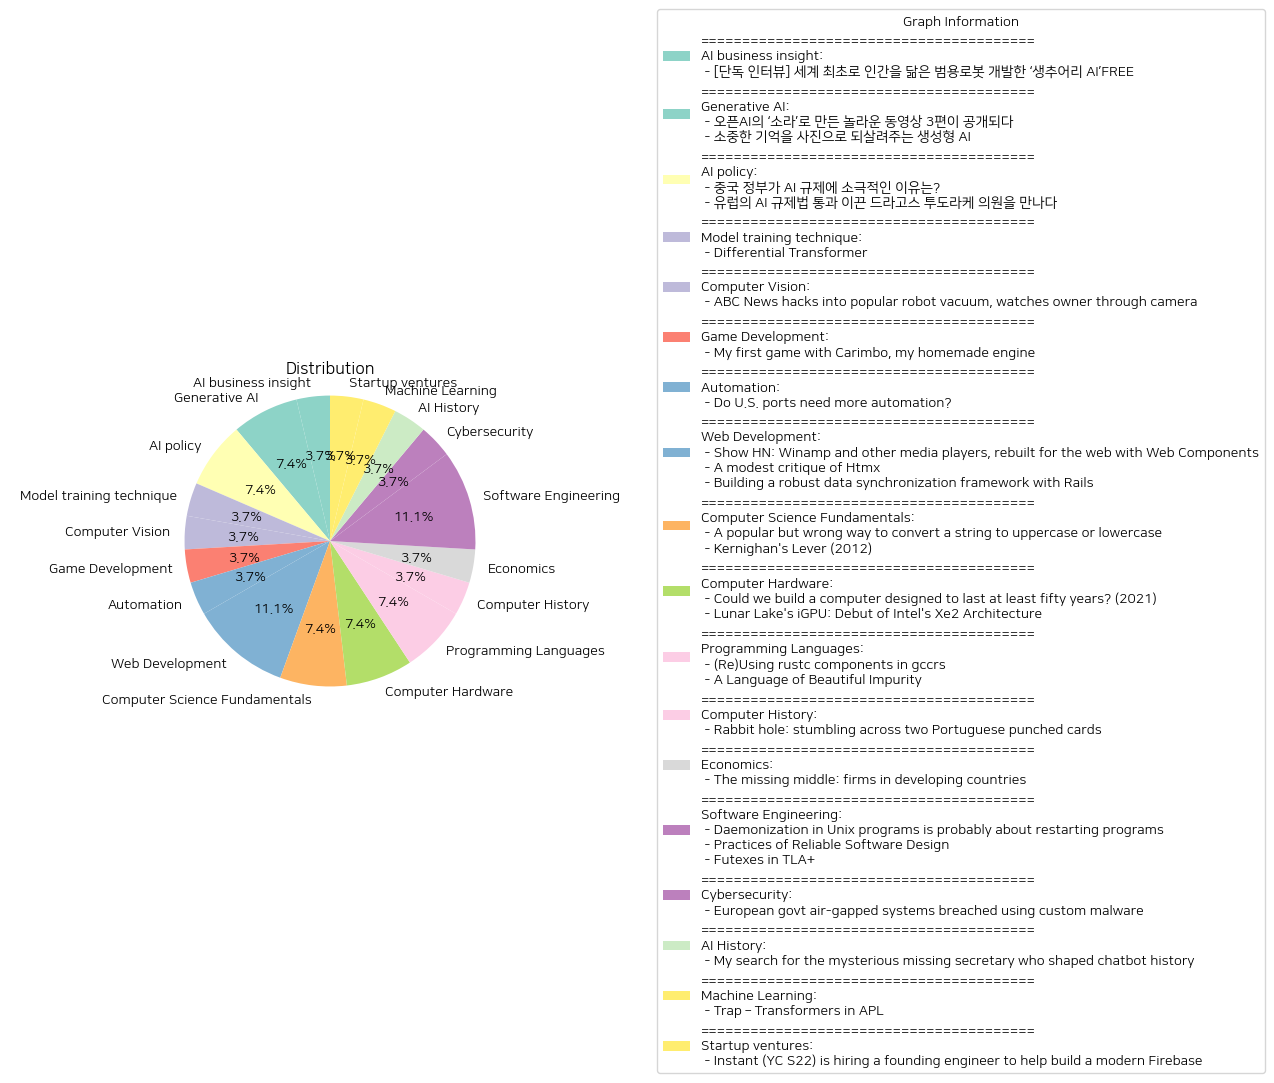 Distribution
AI business insight
Generative AI
AI policy
Model training technique
Computer Vision
Game Development
Automation
Web Development
Computer Science Fundamentals
Computer Hardware
Programming Languages
Computer History
Economics
Software Engineering
Cybersecurity
AI History
Machine Learning
Startup ventures
3.7%
7.4%
7.4%
3.7%
3.7%
3.7%
3.7%
11.1%
7.4%
7.4%
7.4%
3.7%
3.7%
11.1%
3.7%
3.7%
3.7%
3.7%
Graph Information
========================================
AI business insight:
- [단독 인터뷰] 세계 최초로 인간을 닮은 범용로봇 개발한 ‘생추어리 AI’FREE
========================================
Generative AI:
- 오픈AI의 ‘소라’로 만든 놀라운 동영상 3편이 공개되다
- 소중한 기억을 사진으로 되살려주는 생성형 AI
========================================
AI policy:
- 중국 정부가 AI 규제에 소극적인 이유는?
- 유럽의 AI 규제법 통과 이끈 드라고스 투도라케 의원을 만나다
========================================
Model training technique:
- Differential Transformer
========================================
Computer Vision:
- ABC News hacks into popular robot vacuum, watches owner through camera
========================================
Game Development:
- My first game with Carimbo, my homemade engine
========================================
Automation:
- Do U.S. ports need more automation?
========================================
Web Development:
- Show HN: Winamp and other media players, rebuilt for the web with Web Components
- A modest critique of Htmx
- Building a robust data synchronization framework with Rails
========================================
Computer Science Fundamentals:
- A popular but wrong way to convert a string to uppercase or lowercase
- Kernighan's Lever (2012)
========================================
Computer Hardware:
- Could we build a computer designed to last at least fifty years? (2021)
- Lunar Lake's iGPU: Debut of Intel's Xe2 Architecture
========================================
Programming Languages:
- (Re)Using rustc components in gccrs
- A Language of Beautiful Impurity
========================================
Computer History:
- Rabbit hole: stumbling across two Portuguese punched cards
========================================
Economics:
- The missing middle: firms in developing countries
========================================
Software Engineering:
- Daemonization in Unix programs is probably about restarting programs
- Practices of Reliable Software Design
- Futexes in TLA+
========================================
Cybersecurity:
- European govt air-gapped systems breached using custom malware
========================================
AI History:
- My search for the mysterious missing secretary who shaped chatbot history
========================================
Machine Learning:
- Trap – Transformers in APL
========================================
Startup ventures:
- Instant (YC S22) is hiring a founding engineer to help build a modern Firebase